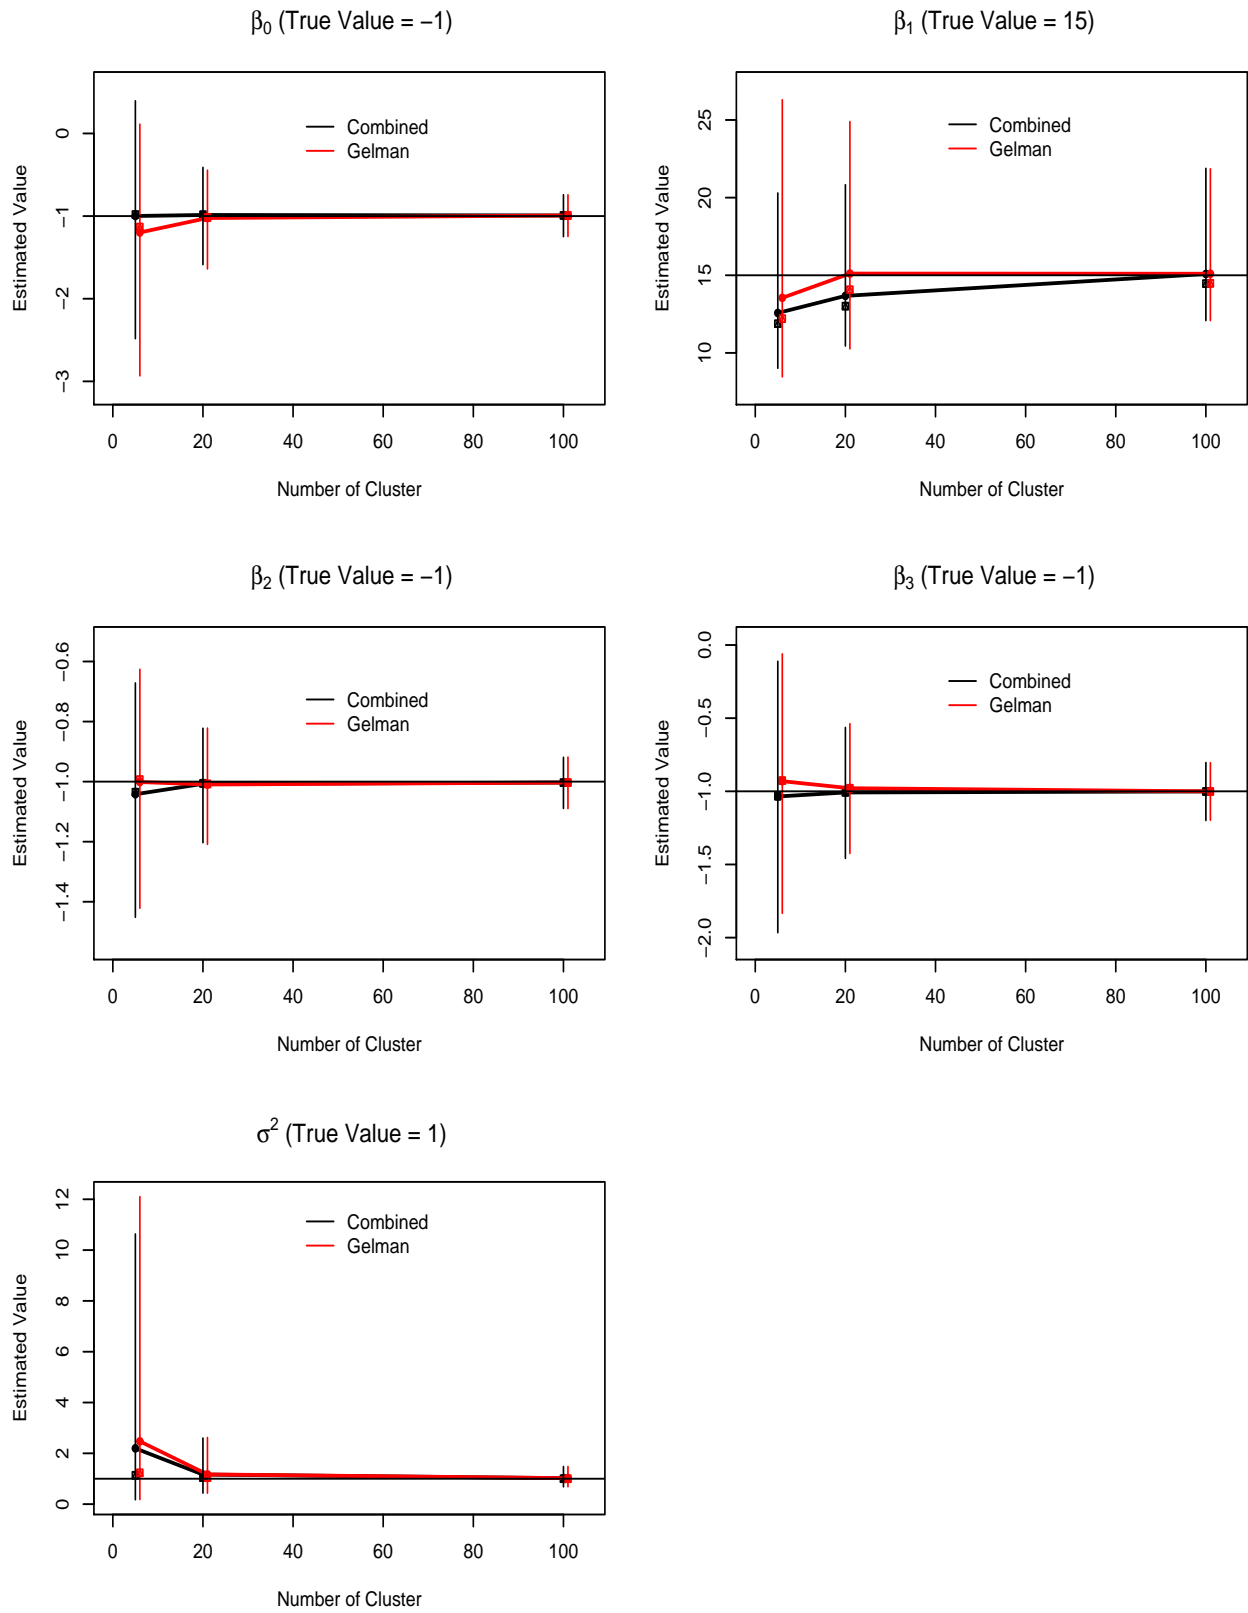 β0 (True Value = −1)
Estimated Value
0
−1
−2
−3
Combined
Gelman
0 20 40 60 80 100
Number of Cluster
β1 (True Value = 15)
Estimated Value
25
20
15
10
Combined
Gelman
0 20 40 60 80 100
Number of Cluster
β2 (True Value = −1)
Estimated Value
−0.6
−0.8
−1.0
−1.2
−1.4
Combined
Gelman
0 20 40 60 80 100
Number of Cluster
β3 (True Value = −1)
Estimated Value
0.0
−0.5
−1.0
−1.5
−2.0
Combined
Gelman
0 20 40 60 80 100
Number of Cluster
σ2 (True Value = 1)
Estimated Value
12
10
8
6
4
2
0
Combined
Gelman
0 20 40 60 80 100
Number of Cluster